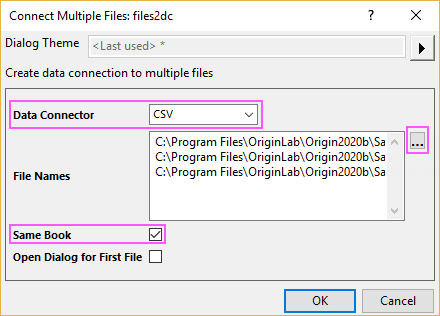 Connect Multiple Files: files2dc
Dialog Theme <Last used> *
Create data connection to multiple files
Data Connector CSV
C:\Program Files\OriginLab\Origin2020b\Sa
C:\Program Files\OriginLab\Origin2020b\Sa
File Names C:\Program Files\OriginLab\Origin2020b\Sa
...
Same Book
Open Dialog for First File
OK Cancel